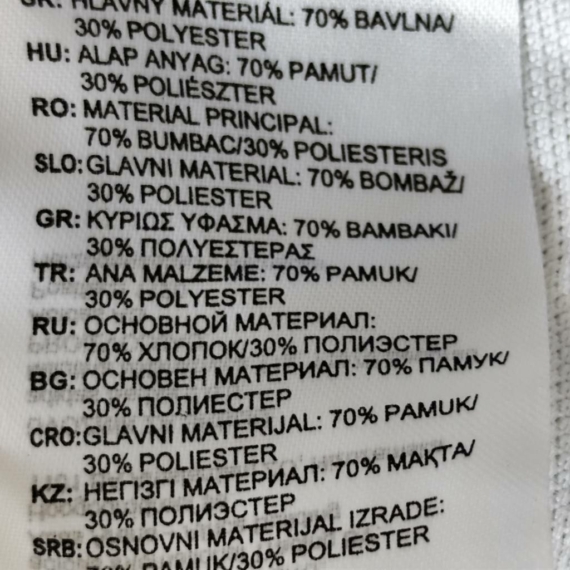 SK: HLAVNÝ MATERIÁL: 70% BAVLNA/
30% POLYESTER
HU: ALAP ANYAG: 70% PAMUT/
30% POLIÉSZTER
RO: MATERIAL PRINCIPAL:
70% BUMBAC/30% POLIESTERIS
SLO: GLAVNI MATERIAL: 70% BOMBAŽ/
30% POLIESTER
GR: ΚΥΡΙΩΣ ΥΦΑΣΜΑ: 70% ΒΑΜΒΑΚΙ/
30% ΠΟΛΥΕΣΤΕΡΑΣ
TR: ANA MALZEME: 70% PAMUK/
30% POLYESTER
RU: ОСНОВНОЙ МАТЕРИАЛ:
70% ХЛОПОК/30% ПОЛИЭСТЕР
BG: ОСНОВЕН МАТЕРИАЛ: 70% ПАМУК/
30% ПОЛИЕСТЕР
CRO: GLAVNI MATERIJAL: 70% PAMUK/
30% POLIESTER
KZ: НЕГІЗГІ МАТЕРИАЛ: 70% МАҚТА/
30% ПОЛИЭСТЕР
SRB: OSNOVNI MATERIJAL IZRADE:
70% PAMUK/30% POLIESTER